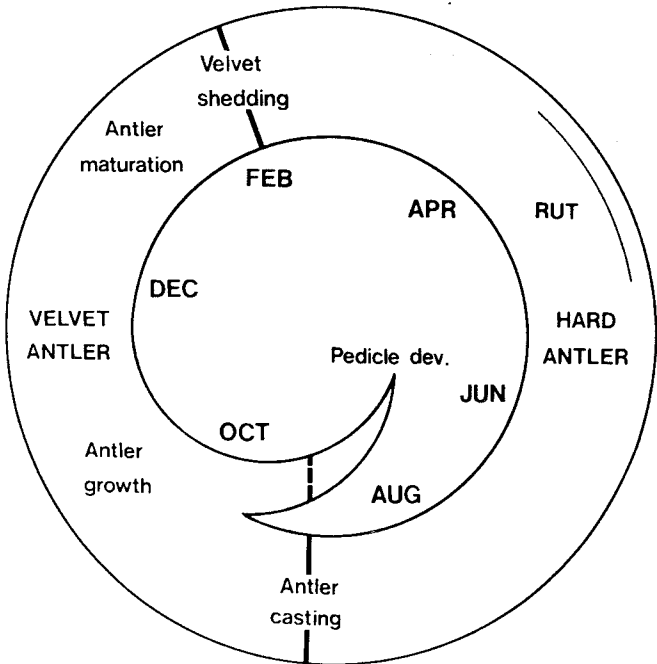 Velvet
shedding
Antler
maturation
FEB
APR
RUT
DEC
VELVET
ANTLER
HARD
ANTLER
Pedicle dev.
JUN
OCT
Antler
growth
AUG
Antler
casting